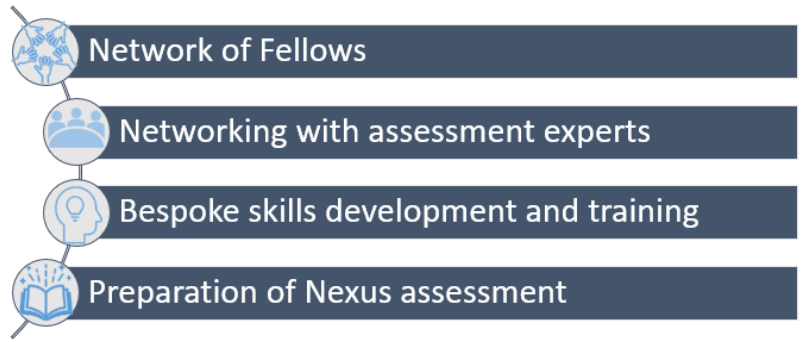 Network of Fellows
Networking with assessment experts
Bespoke skills development and training
Preparation of Nexus assessment